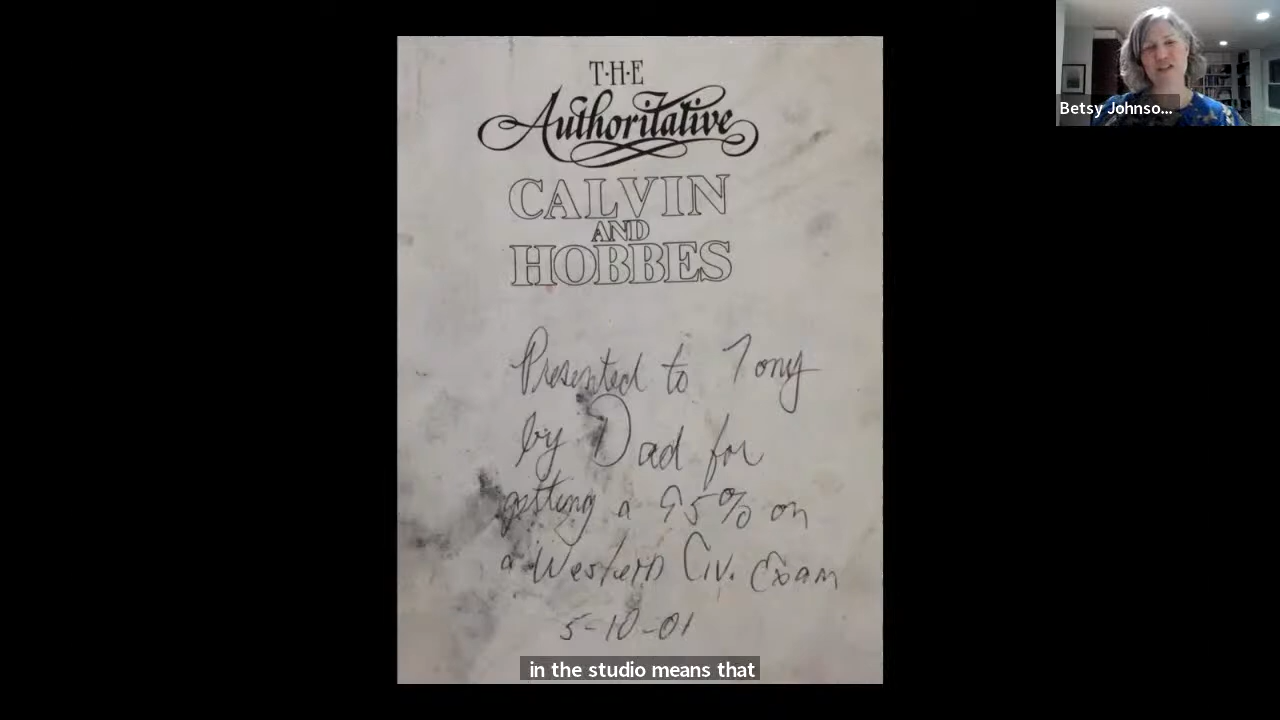 T·H·E
Authoritative
CALVIN
AND
HOBBES
Presented to Tony
by Dad for
getting a 95% on
a Western Civ. Exam
5-10-01
in the studio means that
Betsy Johnso...